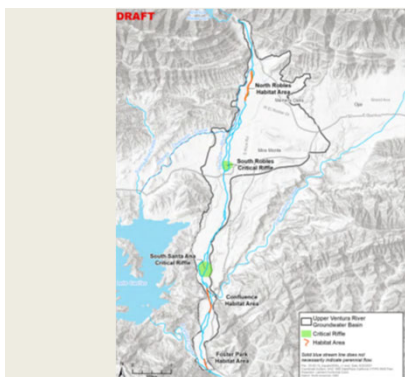 DRAFT
North Robles
Habitat Area
Ojai
Mira Monte
South Robles
Critical Riffle
South Santa Ana
Critical Riffle
Confluence
Habitat Area
Foster Park
Habitat Area
Upper Ventura River
Groundwater Basin
Critical Riffle
Habitat Area
Solid blue stream line does not
necessarily indicate perennial flow.